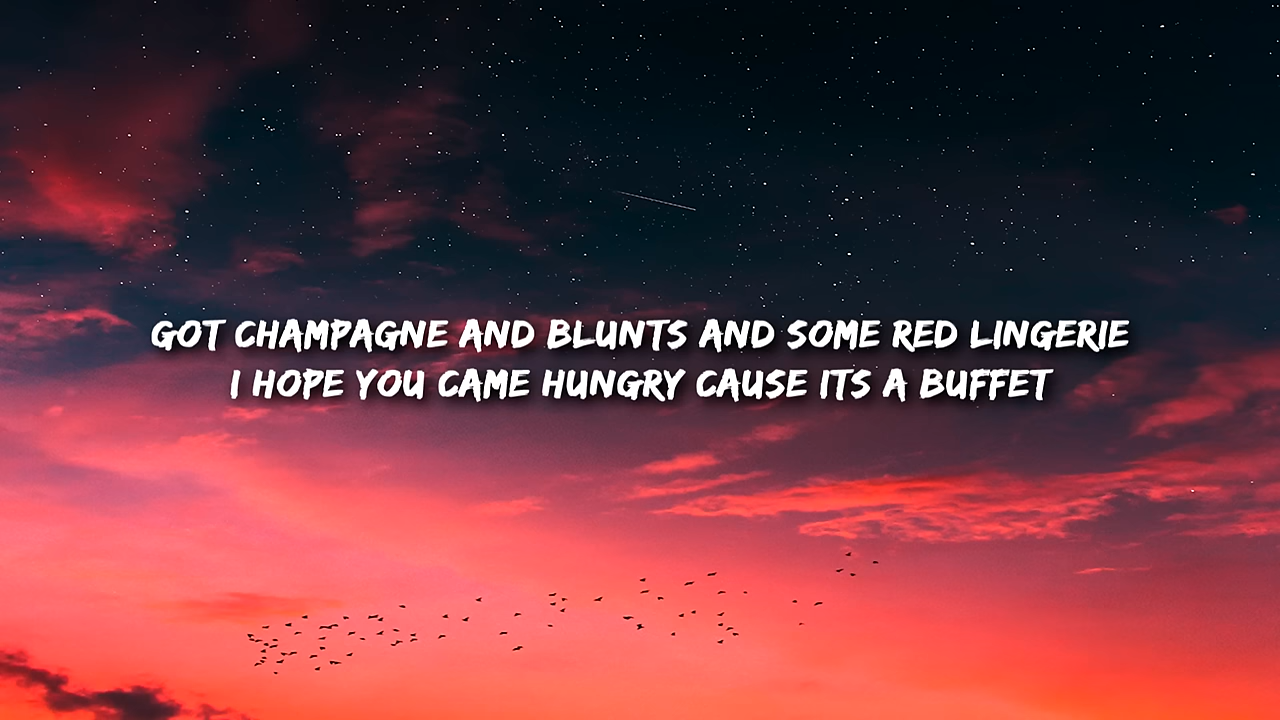 GOT CHAMPAGNE AND BLUNTS AND SOME RED LINGERIE
I HOPE YOU CAME HUNGRY CAUSE ITS A BUFFET